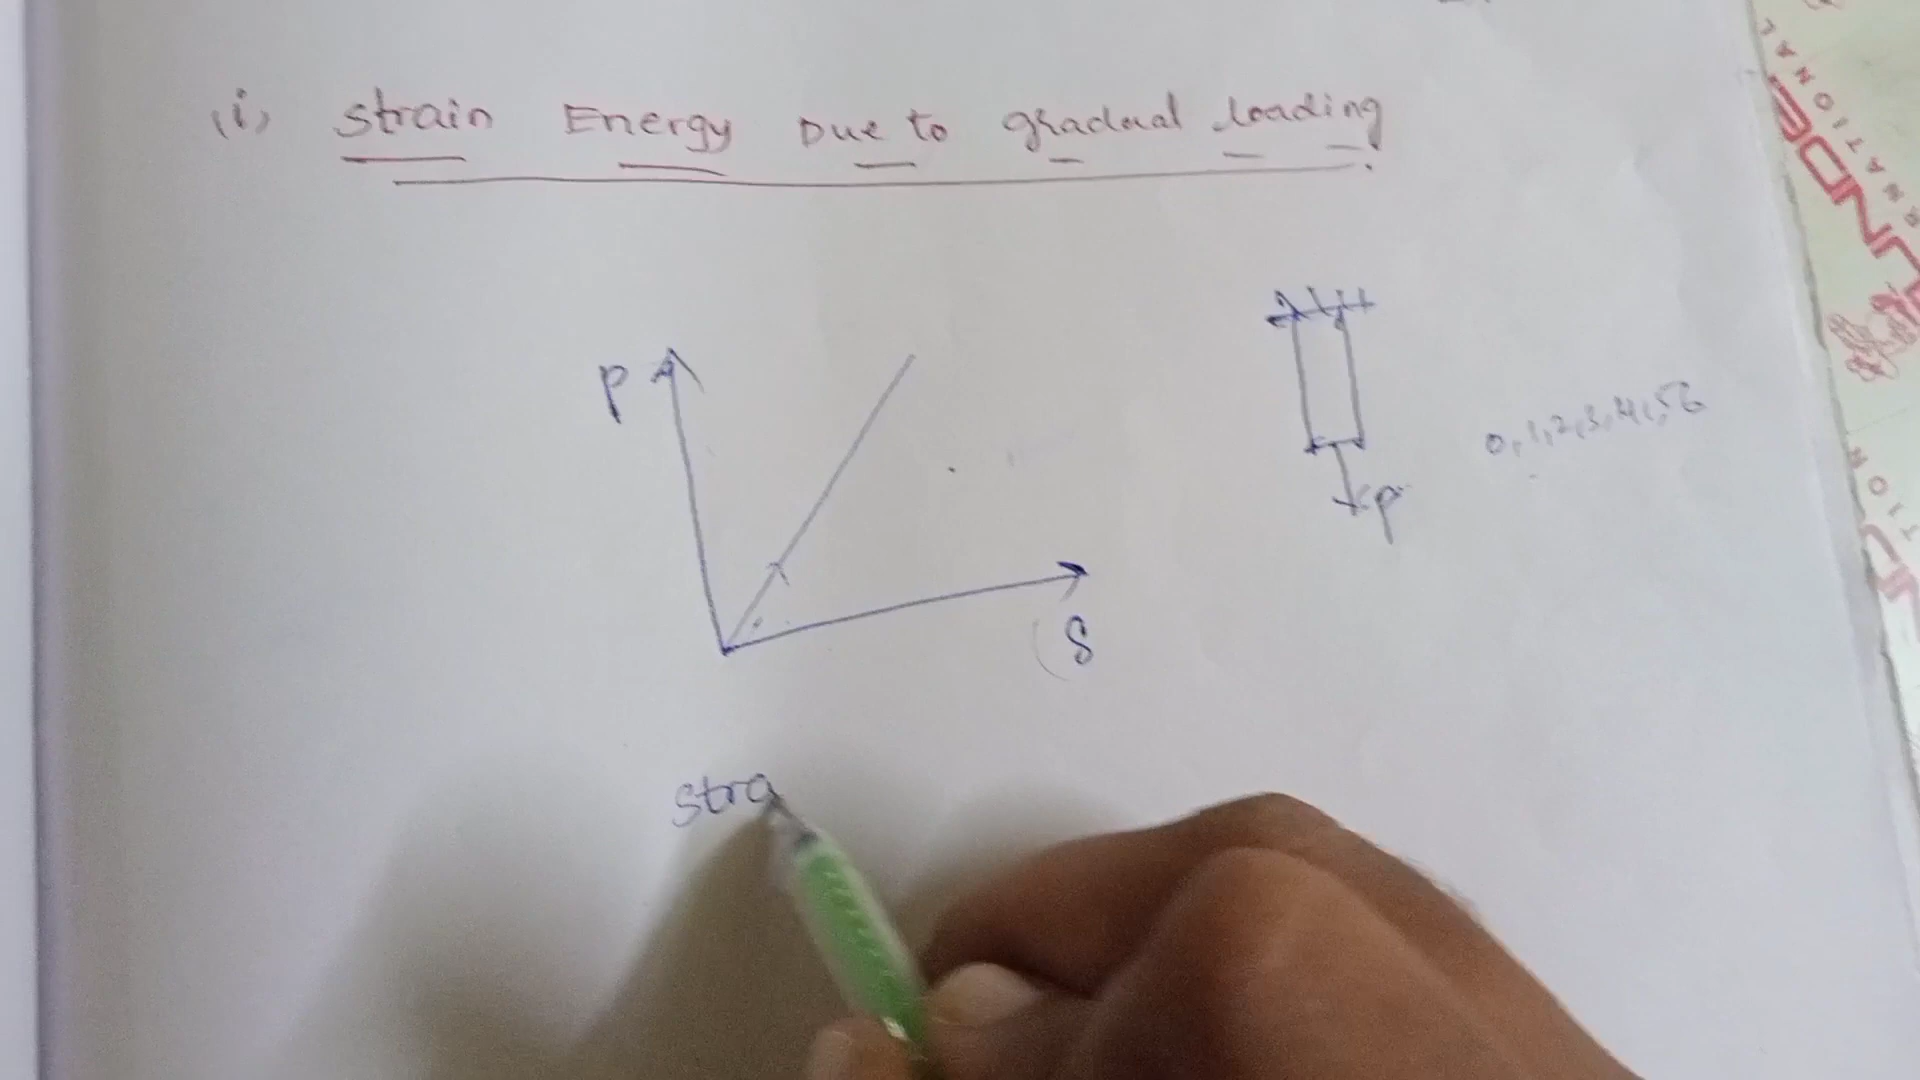 (i) Strain Energy Due to gradual loading.
P
0, 1, 2, 3, 4, 5 6
P
δ
stra